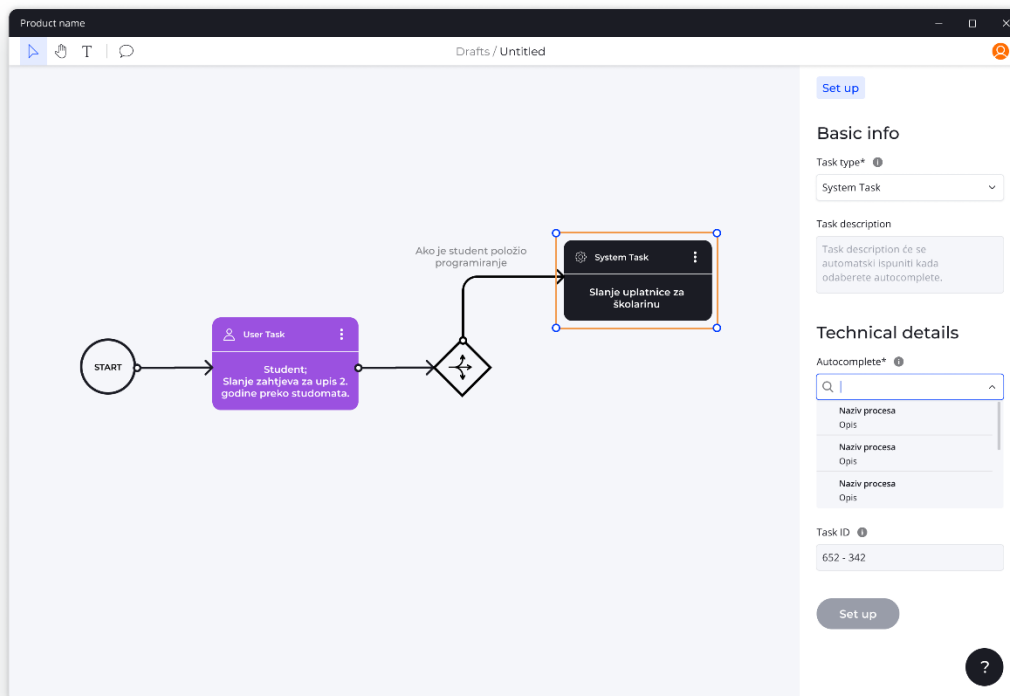 Product name
T
Drafts / Untitled
Set up
Basic info
Task type*
System Task
Task description
Task description će se
automatski ispuniti kada
odaberete autocomplete.
Ako je student položio
programiranje
System Task
Slanje uplatnice za
školarinu
START
User Task
Student;
Slanje zahtjeva za upis 2.
godine preko studomata.
Technical details
Autocomplete*
Naziv procesa
Opis
Naziv procesa
Opis
Naziv procesa
Opis
Task ID
652 - 342
Set up
?